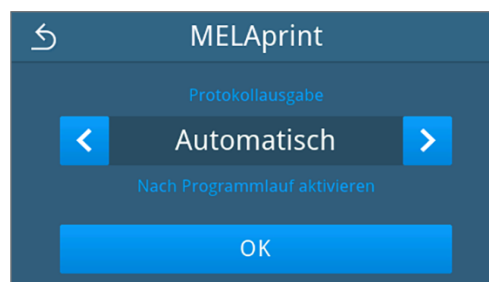 MELAprint
Protokollausgabe
Automatisch
Nach Programmlauf aktivieren
OK